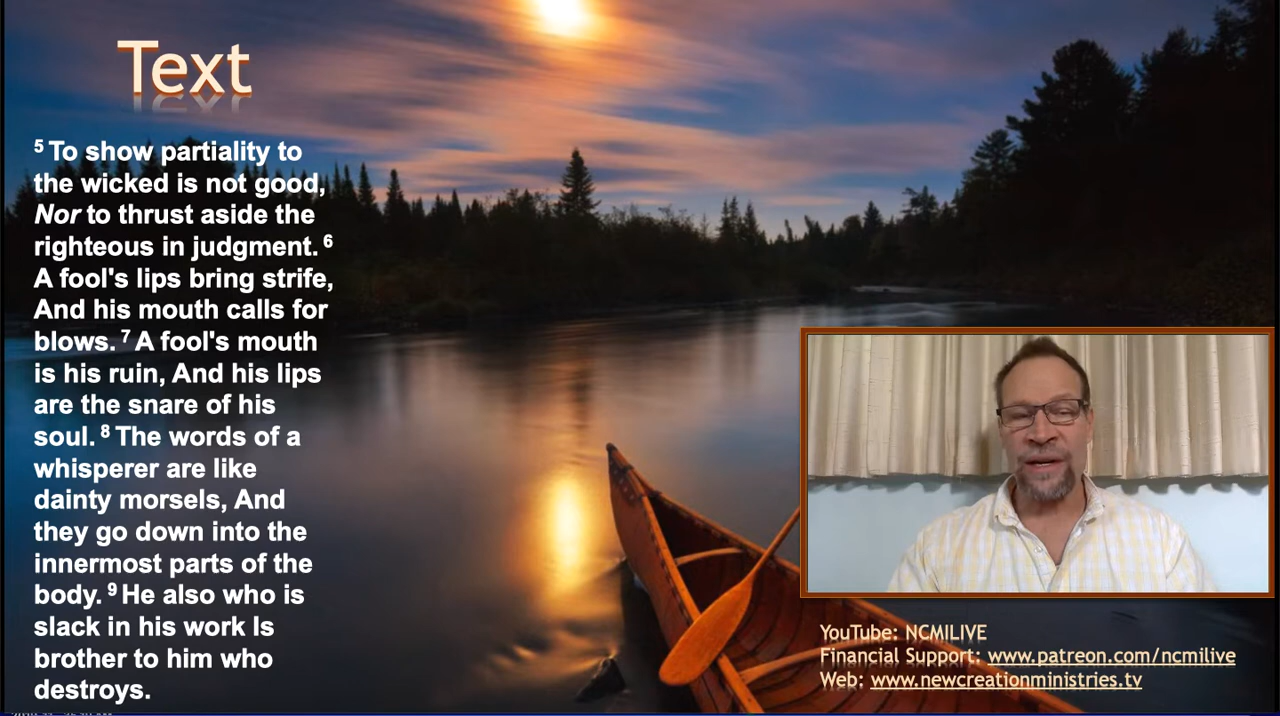 Text
⁵ To show partiality to
the wicked is not good,
Nor to thrust aside the
righteous in judgment. ⁶
A fool's lips bring strife,
And his mouth calls for
blows. ⁷ A fool's mouth
is his ruin, And his lips
are the snare of his
soul. ⁸ The words of a
whisperer are like
dainty morsels, And
they go down into the
innermost parts of the
body. ⁹ He also who is
slack in his work Is
brother to him who
destroys.
YouTube: NCMILIVE
Financial Support: www.patreon.com/ncmilive
Web: www.newcreationministries.tv